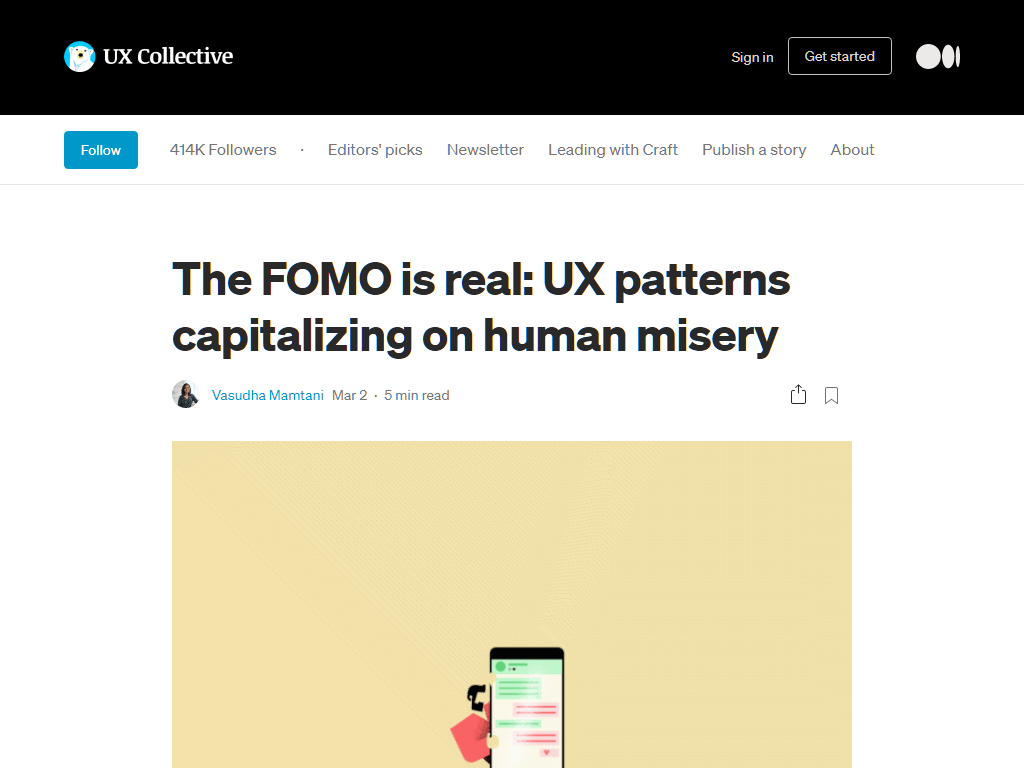 UX Collective
Sign in
Get started
Follow
414K Followers · Editors' picks Newsletter Leading with Craft Publish a story About
The FOMO is real: UX patterns
capitalizing on human misery
Vasudha Mamtani Mar 2 · 5 min read